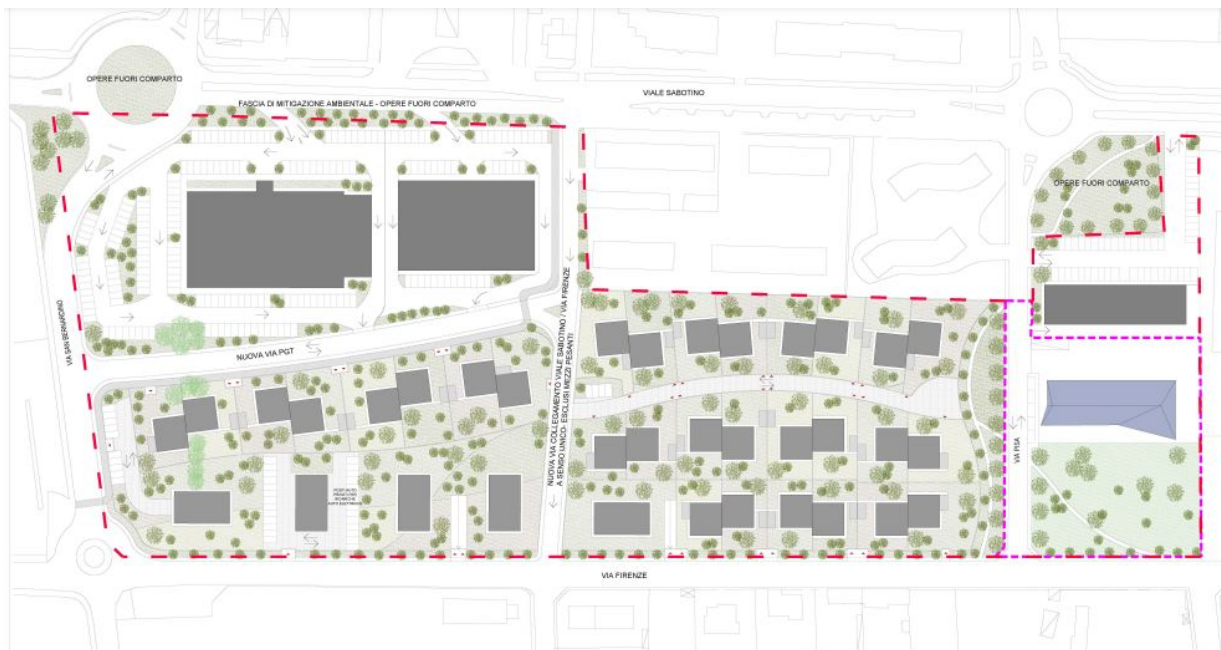 OPERE FUORI COMPARTO
VIALE SABOTINO
FASCIA DI MITIGAZIONE AMBIENTALE - OPERE FUORI COMPARTO
OPERE FUORI COMPARTO
VIA SAN BERNARDINO
NUOVA VIA PGT
NUOVA VIA COLLEGAMENTO VIALE SABOTINO / VIA FIRENZE
A SENSO UNICO- ESCLUSI MEZZI PESANTI
VIA PISA
VIA FIRENZE